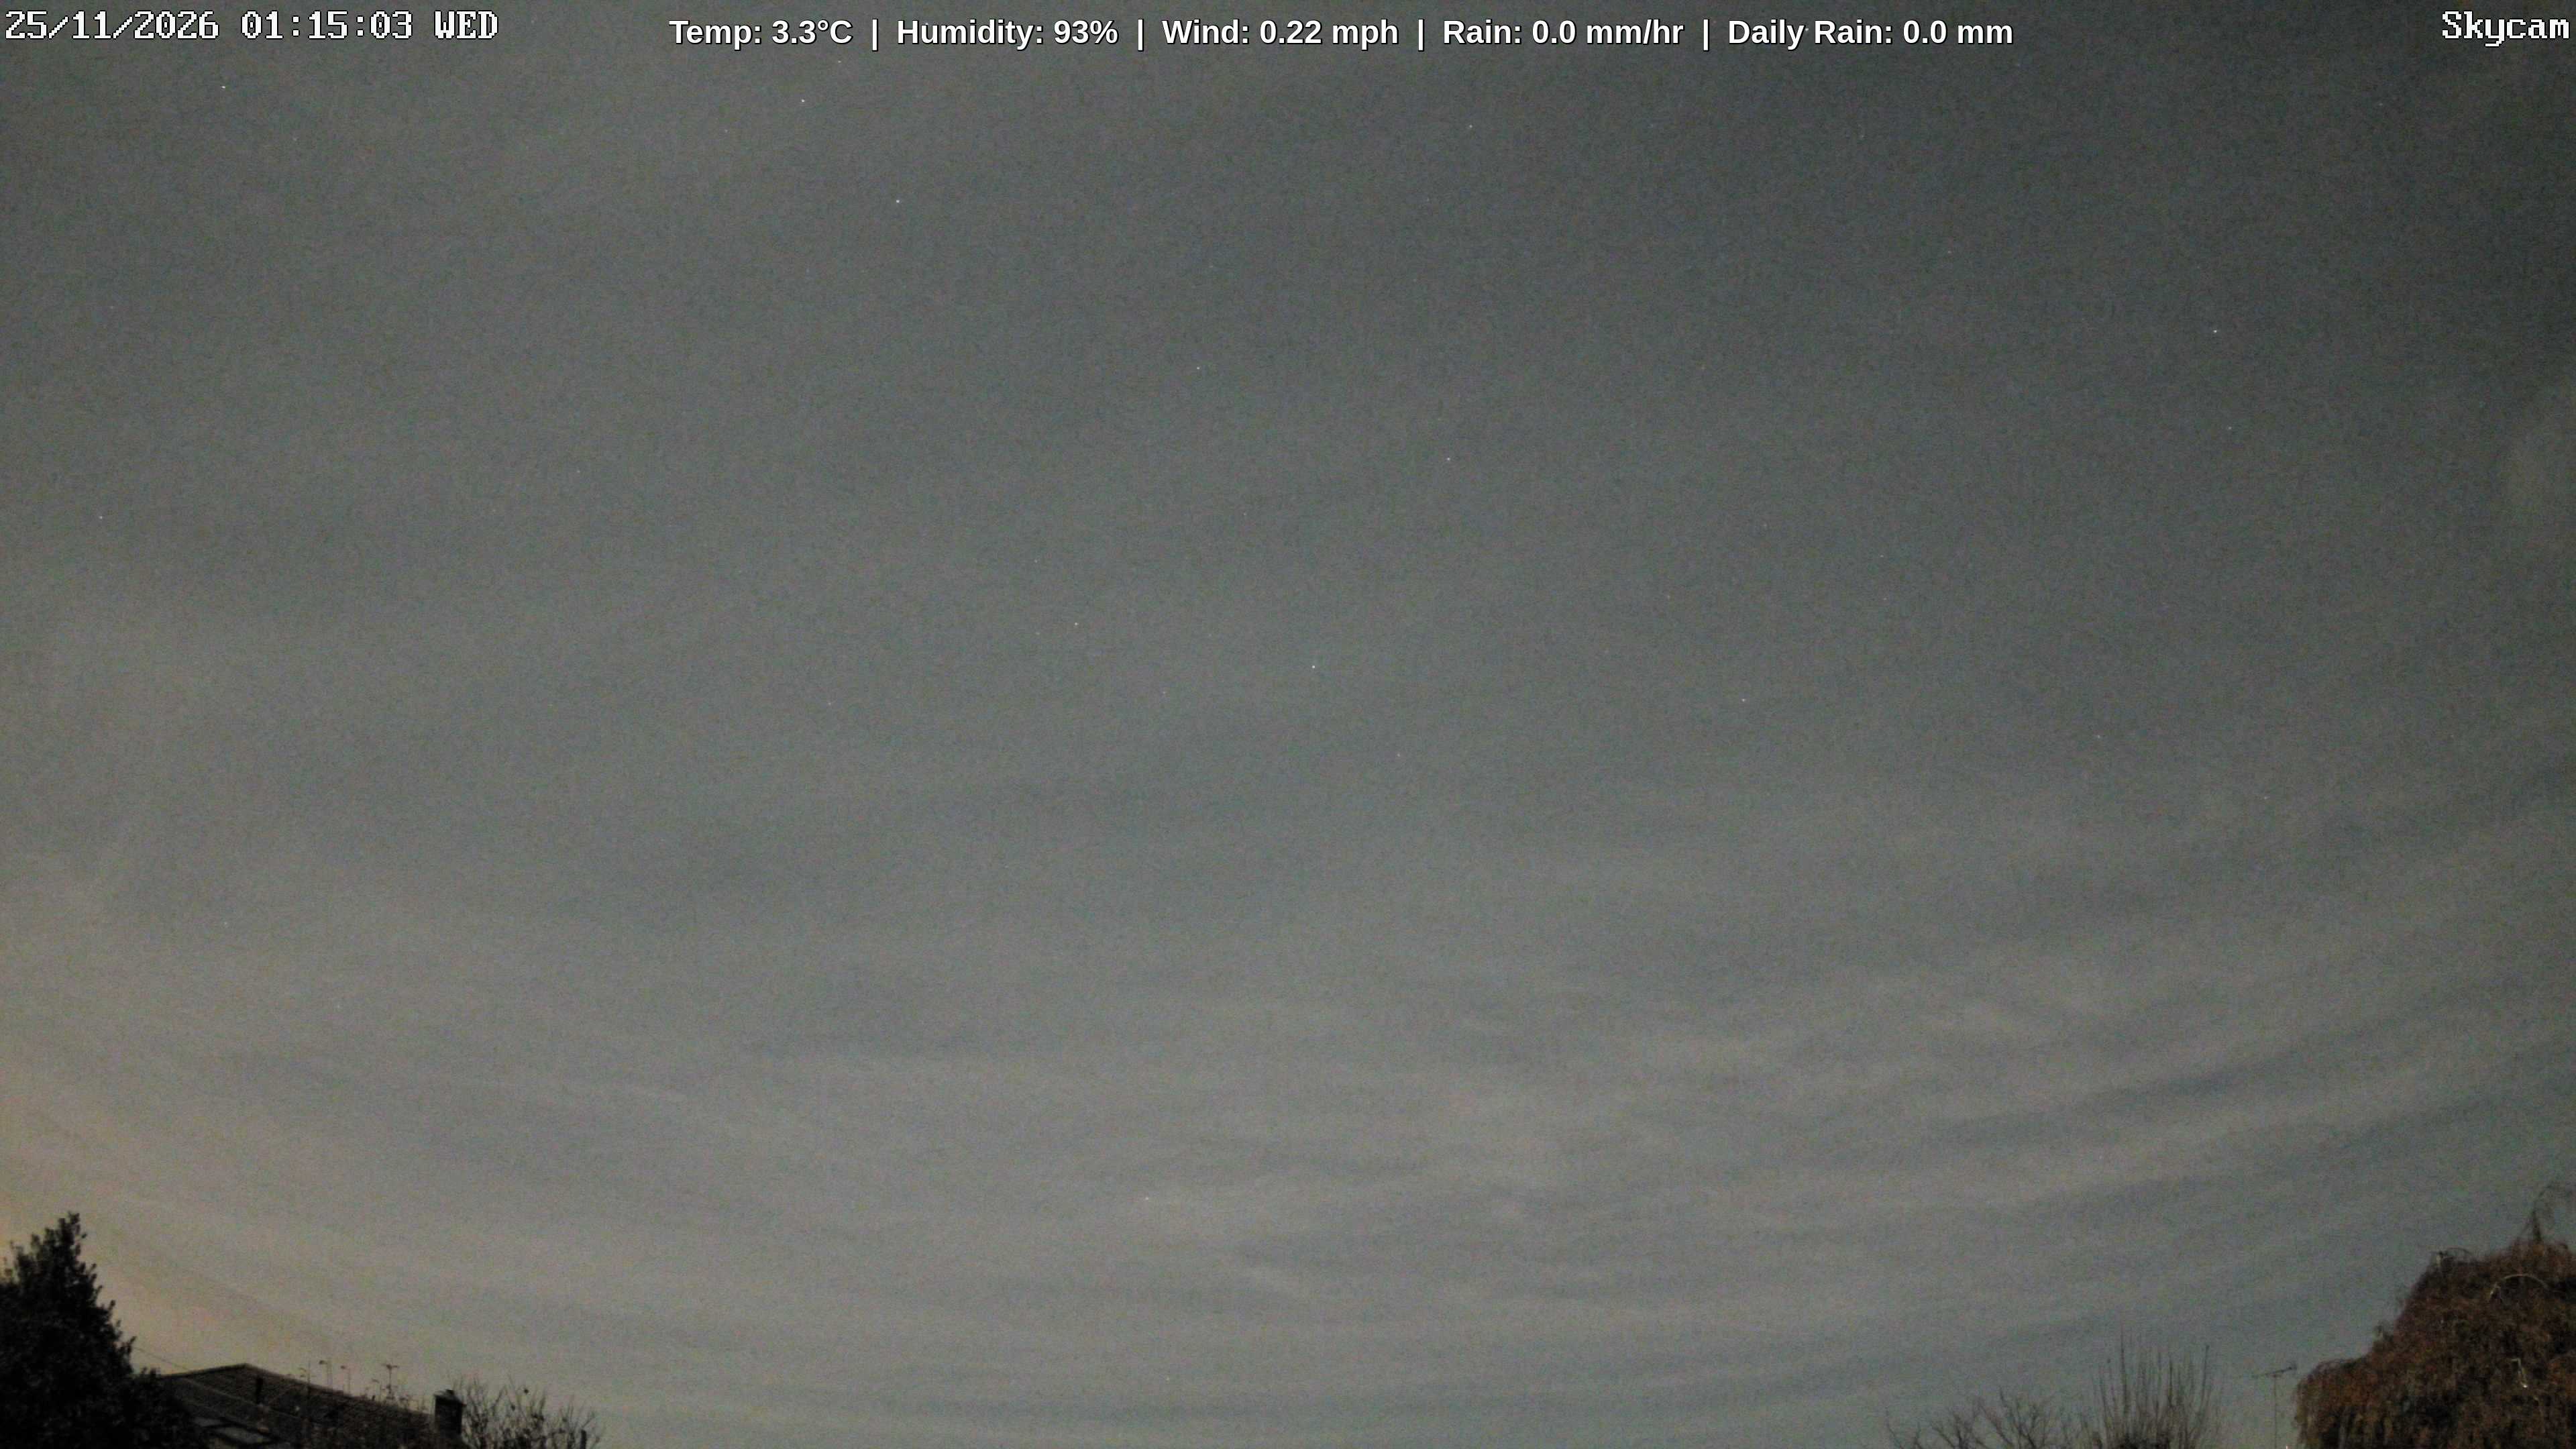 25/11/2026 01:15:03 WED
Temp: 3.3°C | Humidity: 93% | Wind: 0.22 mph | Rain: 0.0 mm/hr | Daily Rain: 0.0 mm
Skycam